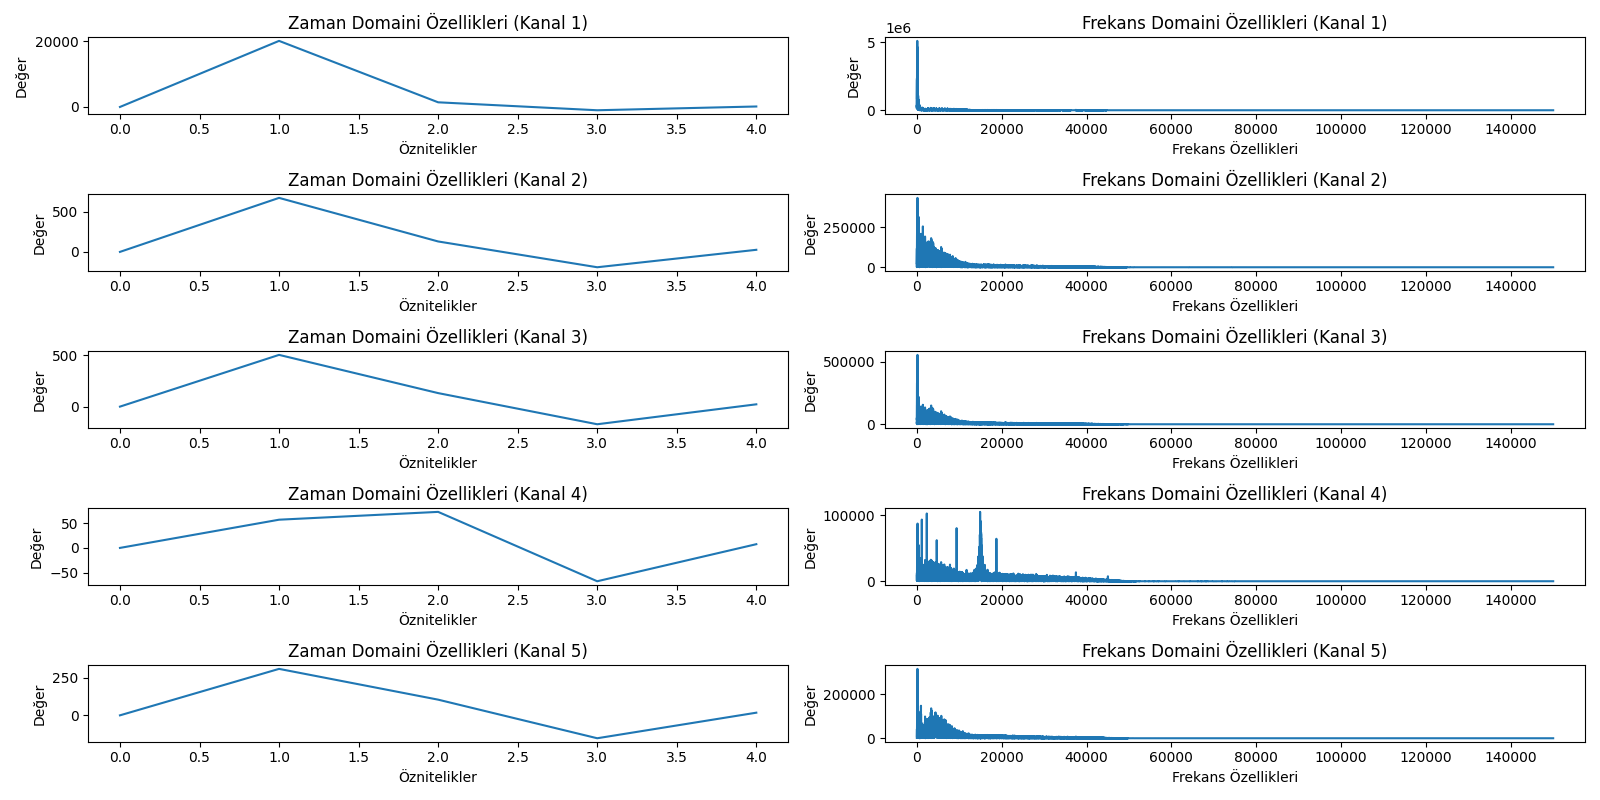 Zaman Domaini Özellikleri (Kanal 1)
Değer
20000
0
0.0 0.5 1.0 1.5 2.0 2.5 3.0 3.5 4.0
Öznitelikler
Frekans Domaini Özellikleri (Kanal 1)
1e6
Değer
5
0
0 20000 40000 60000 80000 100000 120000 140000
Frekans Özellikleri
Zaman Domaini Özellikleri (Kanal 2)
Değer
500
0
0.0 0.5 1.0 1.5 2.0 2.5 3.0 3.5 4.0
Öznitelikler
Frekans Domaini Özellikleri (Kanal 2)
Değer
250000
0
0 20000 40000 60000 80000 100000 120000 140000
Frekans Özellikleri
Zaman Domaini Özellikleri (Kanal 3)
Değer
500
0
0.0 0.5 1.0 1.5 2.0 2.5 3.0 3.5 4.0
Öznitelikler
Frekans Domaini Özellikleri (Kanal 3)
Değer
500000
0
0 20000 40000 60000 80000 100000 120000 140000
Frekans Özellikleri
Zaman Domaini Özellikleri (Kanal 4)
Değer
50
0
−50
0.0 0.5 1.0 1.5 2.0 2.5 3.0 3.5 4.0
Öznitelikler
Frekans Domaini Özellikleri (Kanal 4)
Değer
100000
0
0 20000 40000 60000 80000 100000 120000 140000
Frekans Özellikleri
Zaman Domaini Özellikleri (Kanal 5)
Değer
250
0
0.0 0.5 1.0 1.5 2.0 2.5 3.0 3.5 4.0
Öznitelikler
Frekans Domaini Özellikleri (Kanal 5)
Değer
200000
0
0 20000 40000 60000 80000 100000 120000 140000
Frekans Özellikleri